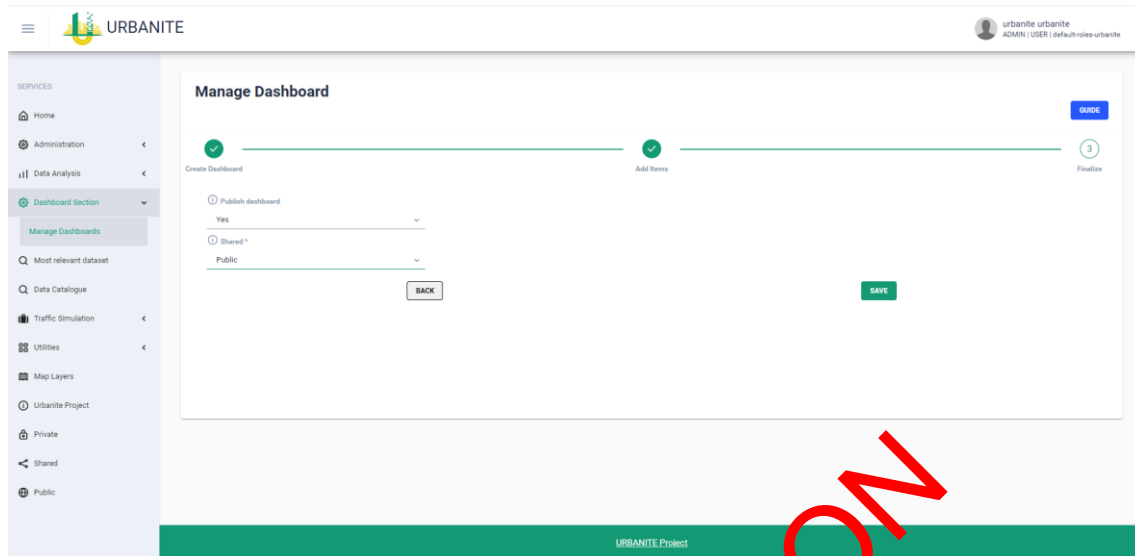 URBANITE
urbanite urbanite
ADMIN | USER | default-roles-urbanite
SERVICES
Home
Administration
Data Analysis
Dashboard Section
Manage Dashboards
Most relevant dataset
Data Catalogue
Traffic Simulation
Utilities
Map Layers
Urbanite Project
Private
Shared
Public
Manage Dashboard
GUIDE
3
Create Dashboard
Add Items
Finalize
Publish dashboard
Yes
Shared *
Public
BACK
SAVE
ON
URBANITE Project